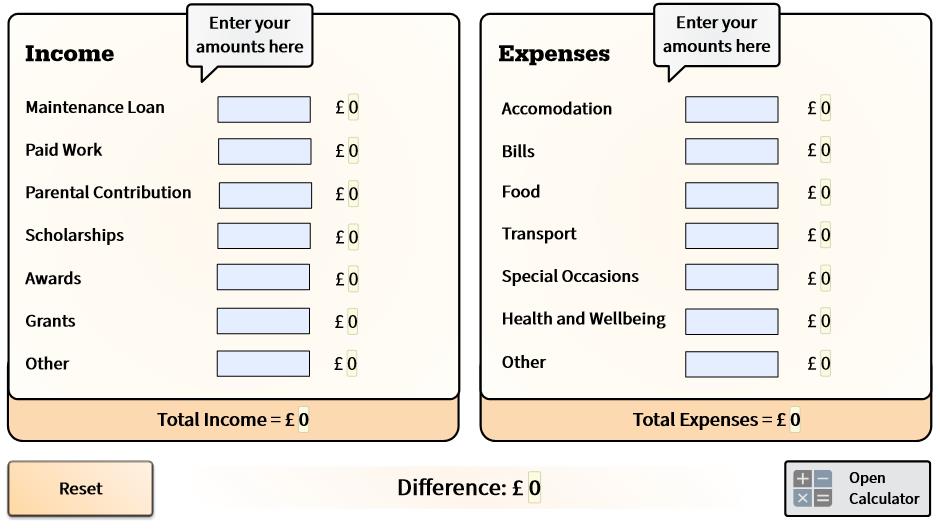 Enter your
amounts here
Income
Maintenance Loan £ 0
Paid Work £ 0
Parental Contribution £ 0
Scholarships £ 0
Awards £ 0
Grants £ 0
Other £ 0
Total Income = £ 0
Enter your
amounts here
Expenses
Accomodation £ 0
Bills £ 0
Food £ 0
Transport £ 0
Special Occasions £ 0
Health and Wellbeing £ 0
Other £ 0
Total Expenses = £ 0
Reset
Difference: £ 0
Open
Calculator